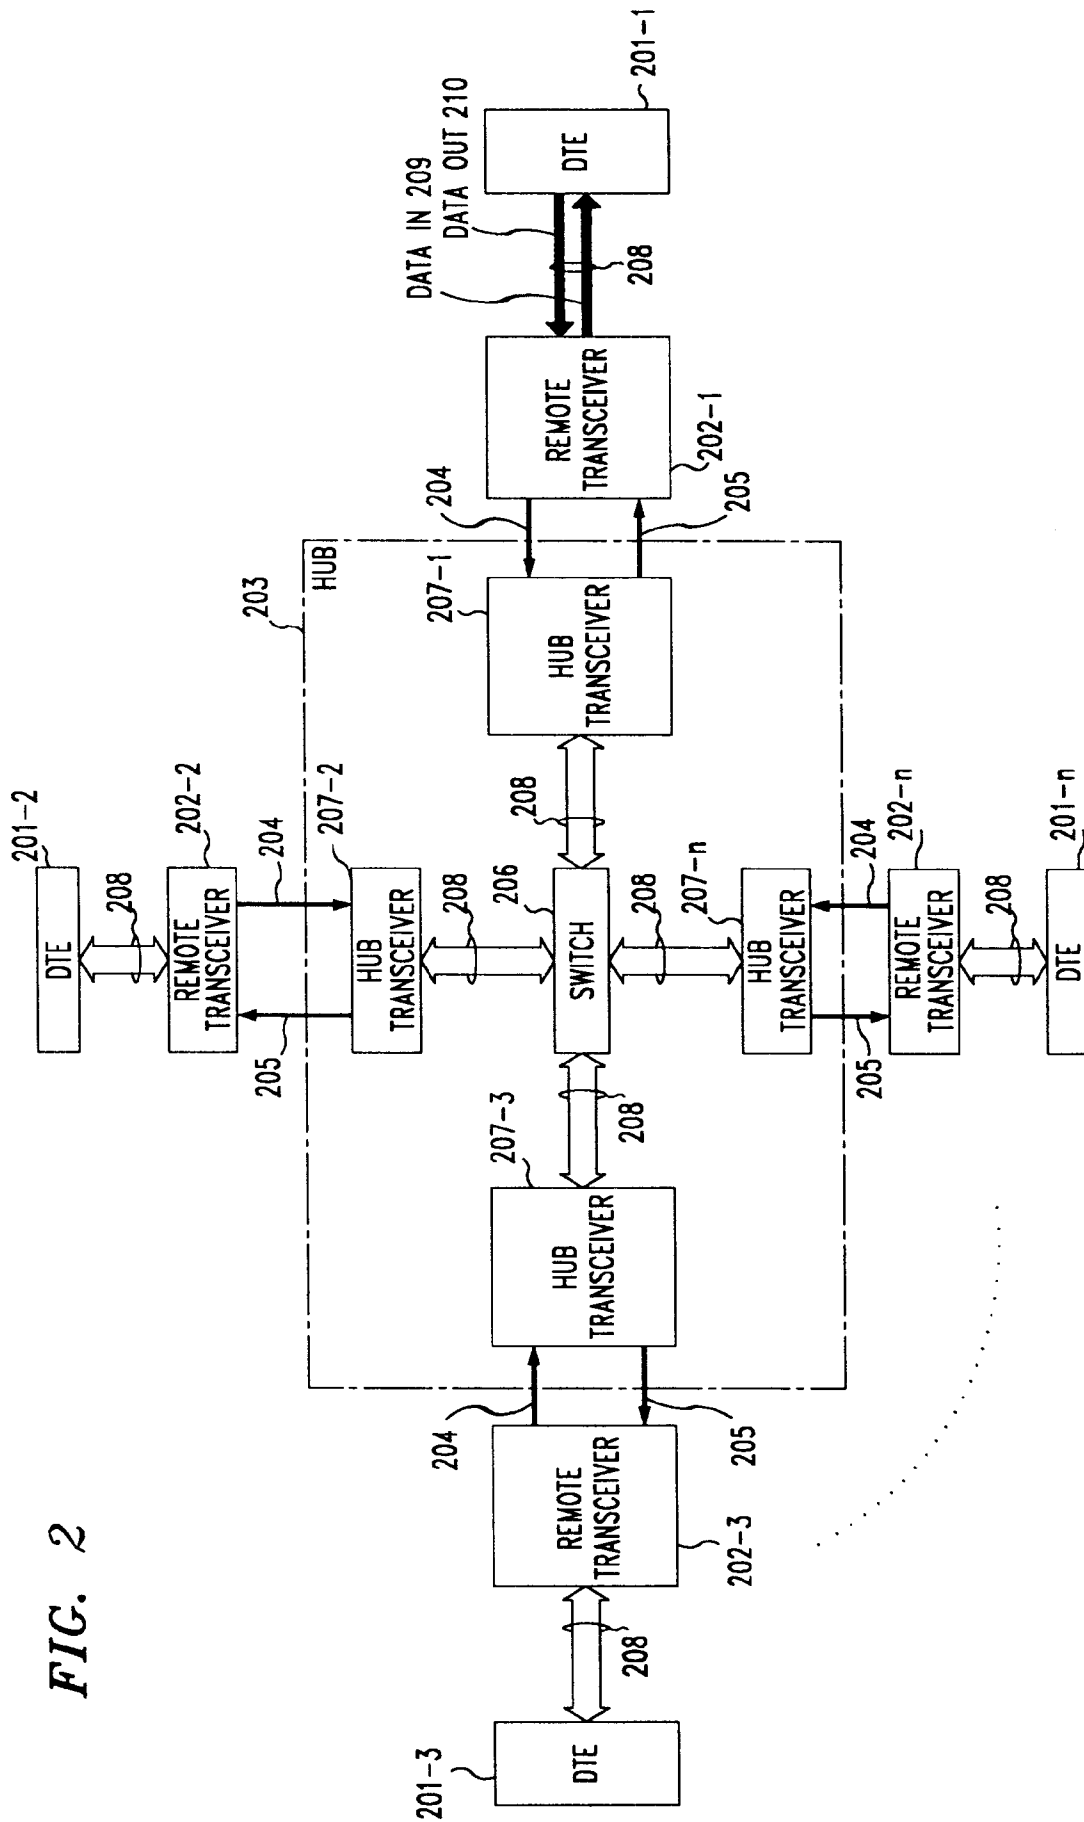 FIG. 2
201-2
DTE
208
202-2
REMOTE
TRANSCEIVER
204
205
203
HUB
207-2
HUB
TRANSCEIVER
208
201-3
DTE
208
REMOTE
TRANSCEIVER
202-3
204
205
207-3
HUB
TRANSCEIVER
208
206
SWITCH
208
207-1
HUB
TRANSCEIVER
204
205
REMOTE
TRANSCEIVER
202-1
DATA IN 209
DATA OUT 210
208
DTE
201-1
208
207-n
HUB
TRANSCEIVER
204
205
202-n
REMOTE
TRANSCEIVER
208
201-n
DTE